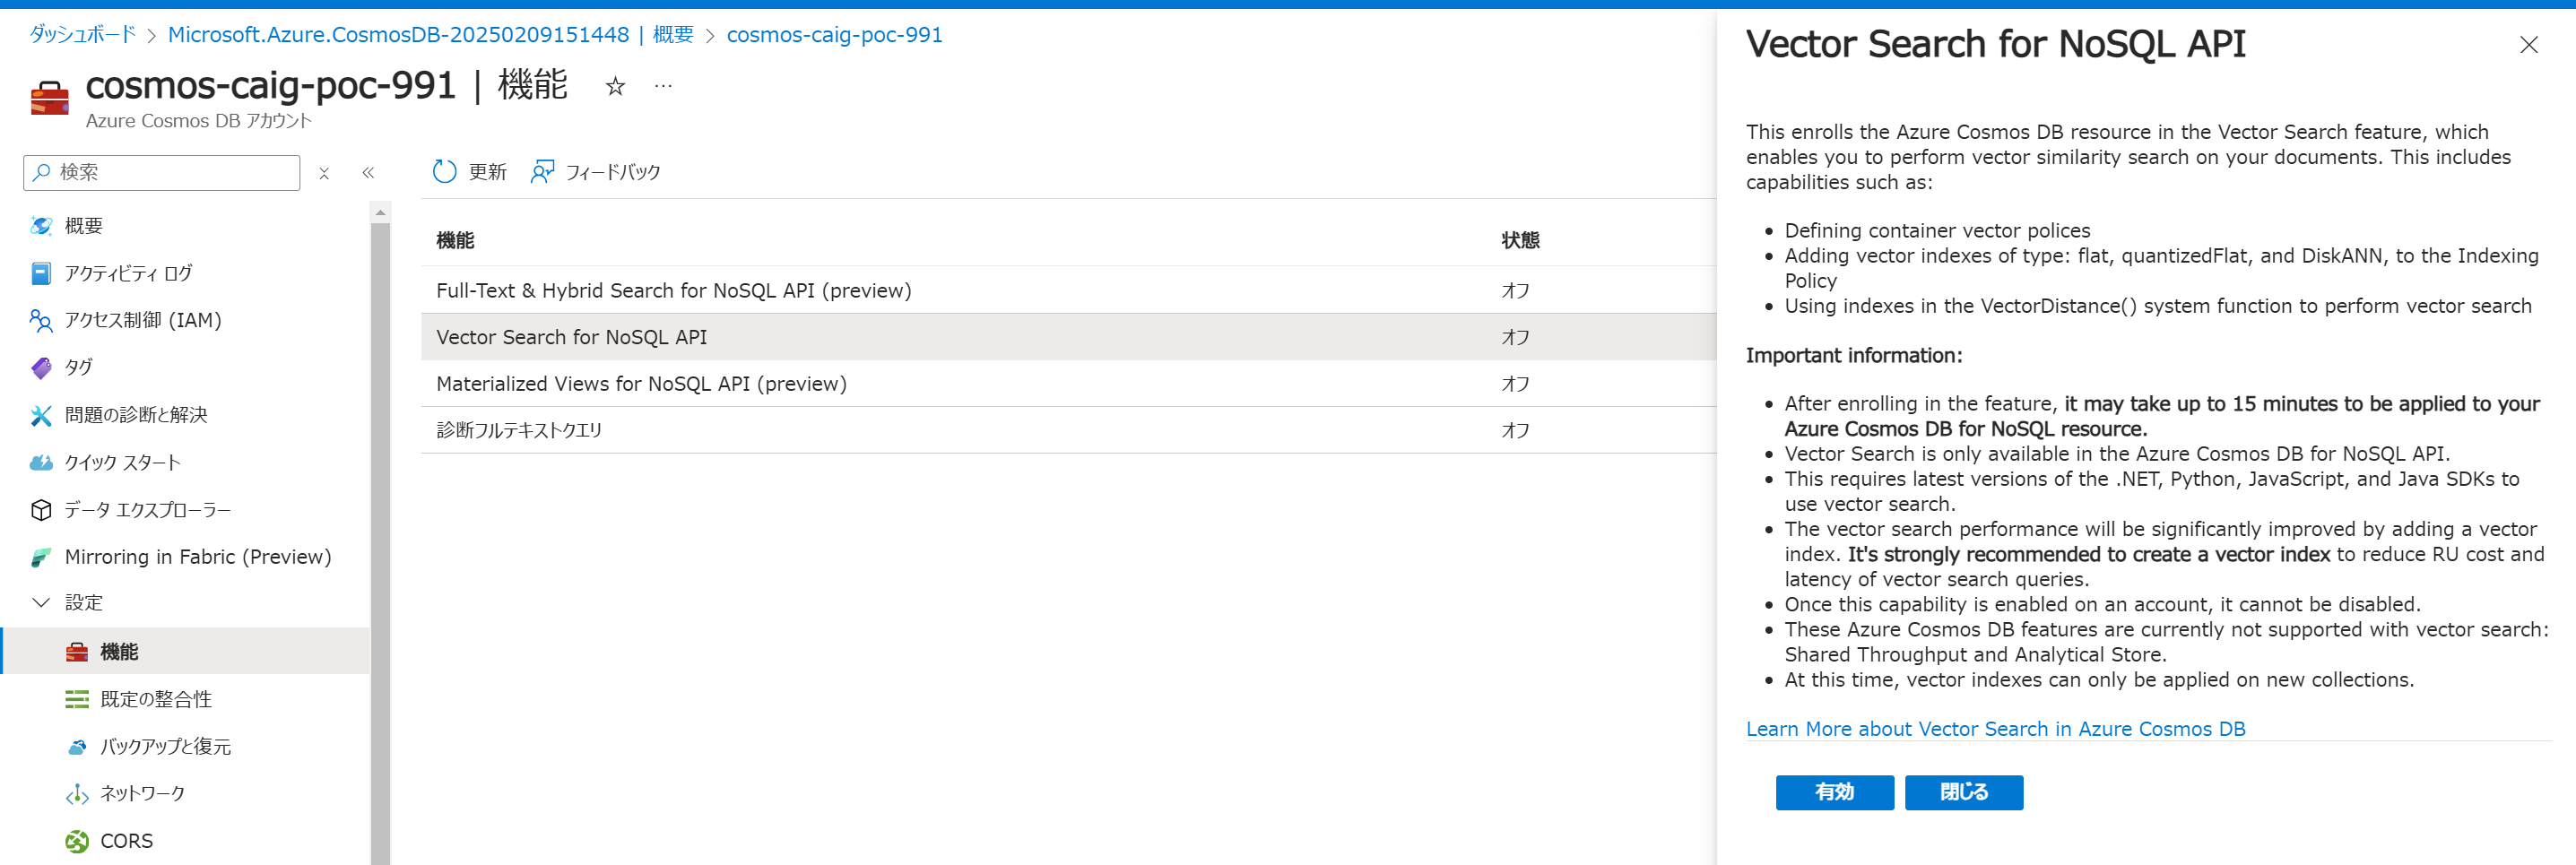 ダッシュボード > Microsoft.Azure.CosmosDB-20250209151448 | 概要 > cosmos-caig-poc-991
cosmos-caig-poc-991 | 機能 ☆ …
Azure Cosmos DB アカウント
検索
概要
アクティビティ ログ
アクセス制御 (IAM)
タグ
問題の診断と解決
クイック スタート
データ エクスプローラー
Mirroring in Fabric (Preview)
設定
機能
既定の整合性
バックアップと復元
ネットワーク
CORS
更新 フィードバック
機能 状態
Full-Text & Hybrid Search for NoSQL API (preview) オフ
Vector Search for NoSQL API オフ
Materialized Views for NoSQL API (preview) オフ
診断フルテキストクエリ オフ
Vector Search for NoSQL API
This enrolls the Azure Cosmos DB resource in the Vector Search feature, which
enables you to perform vector similarity search on your documents. This includes
capabilities such as:
• Defining container vector polices
• Adding vector indexes of type: flat, quantizedFlat, and DiskANN, to the Indexing
Policy
• Using indexes in the VectorDistance() system function to perform vector search
Important information:
• After enrolling in the feature, it may take up to 15 minutes to be applied to your
Azure Cosmos DB for NoSQL resource.
• Vector Search is only available in the Azure Cosmos DB for NoSQL API.
• This requires latest versions of the .NET, Python, JavaScript, and Java SDKs to
use vector search.
• The vector search performance will be significantly improved by adding a vector
index. It's strongly recommended to create a vector index to reduce RU cost and
latency of vector search queries.
• Once this capability is enabled on an account, it cannot be disabled.
• These Azure Cosmos DB features are currently not supported with vector search:
Shared Throughput and Analytical Store.
• At this time, vector indexes can only be applied on new collections.
Learn More about Vector Search in Azure Cosmos DB
有効 閉じる